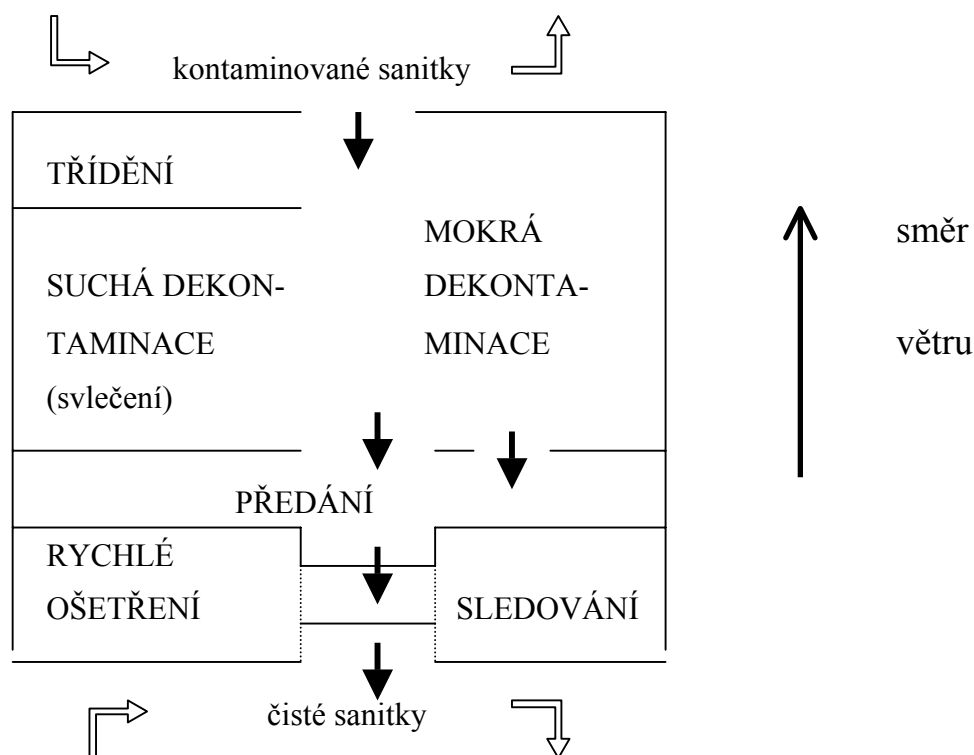 kontaminované sanitky
TŘÍDĚNÍ
SUCHÁ DEKON-
TAMINACE
(svlečení)
MOKRÁ
DEKONTA-
MINACE
směr
větru
PŘEDÁNÍ
RYCHLÉ
OŠETŘENÍ
SLEDOVÁNÍ
čisté sanitky